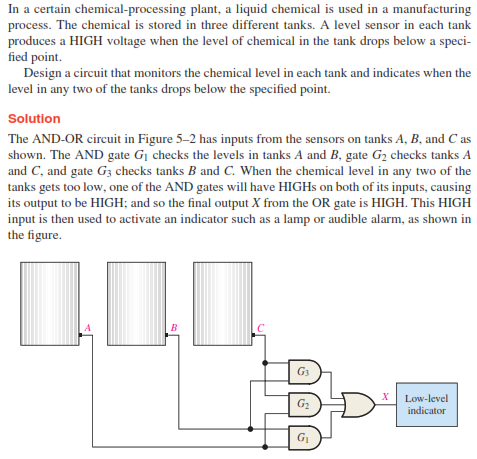 In a certain chemical-processing plant, a liquid chemical is used in a manufacturing
process. The chemical is stored in three different tanks. A level sensor in each tank
produces a HIGH voltage when the level of chemical in the tank drops below a speci-
fied point.
Design a circuit that monitors the chemical level in each tank and indicates when the
level in any two of the tanks drops below the specified point.
Solution
The AND-OR circuit in Figure 5–2 has inputs from the sensors on tanks A, B, and C as
shown. The AND gate G₁ checks the levels in tanks A and B, gate G₂ checks tanks A
and C, and gate G₃ checks tanks B and C. When the chemical level in any two of the
tanks gets too low, one of the AND gates will have HIGHs on both of its inputs, causing
its output to be HIGH; and so the final output X from the OR gate is HIGH. This HIGH
input is then used to activate an indicator such as a lamp or audible alarm, as shown in
the figure.
A
B
C
G₃
G₂
G₁
X
Low-level
indicator